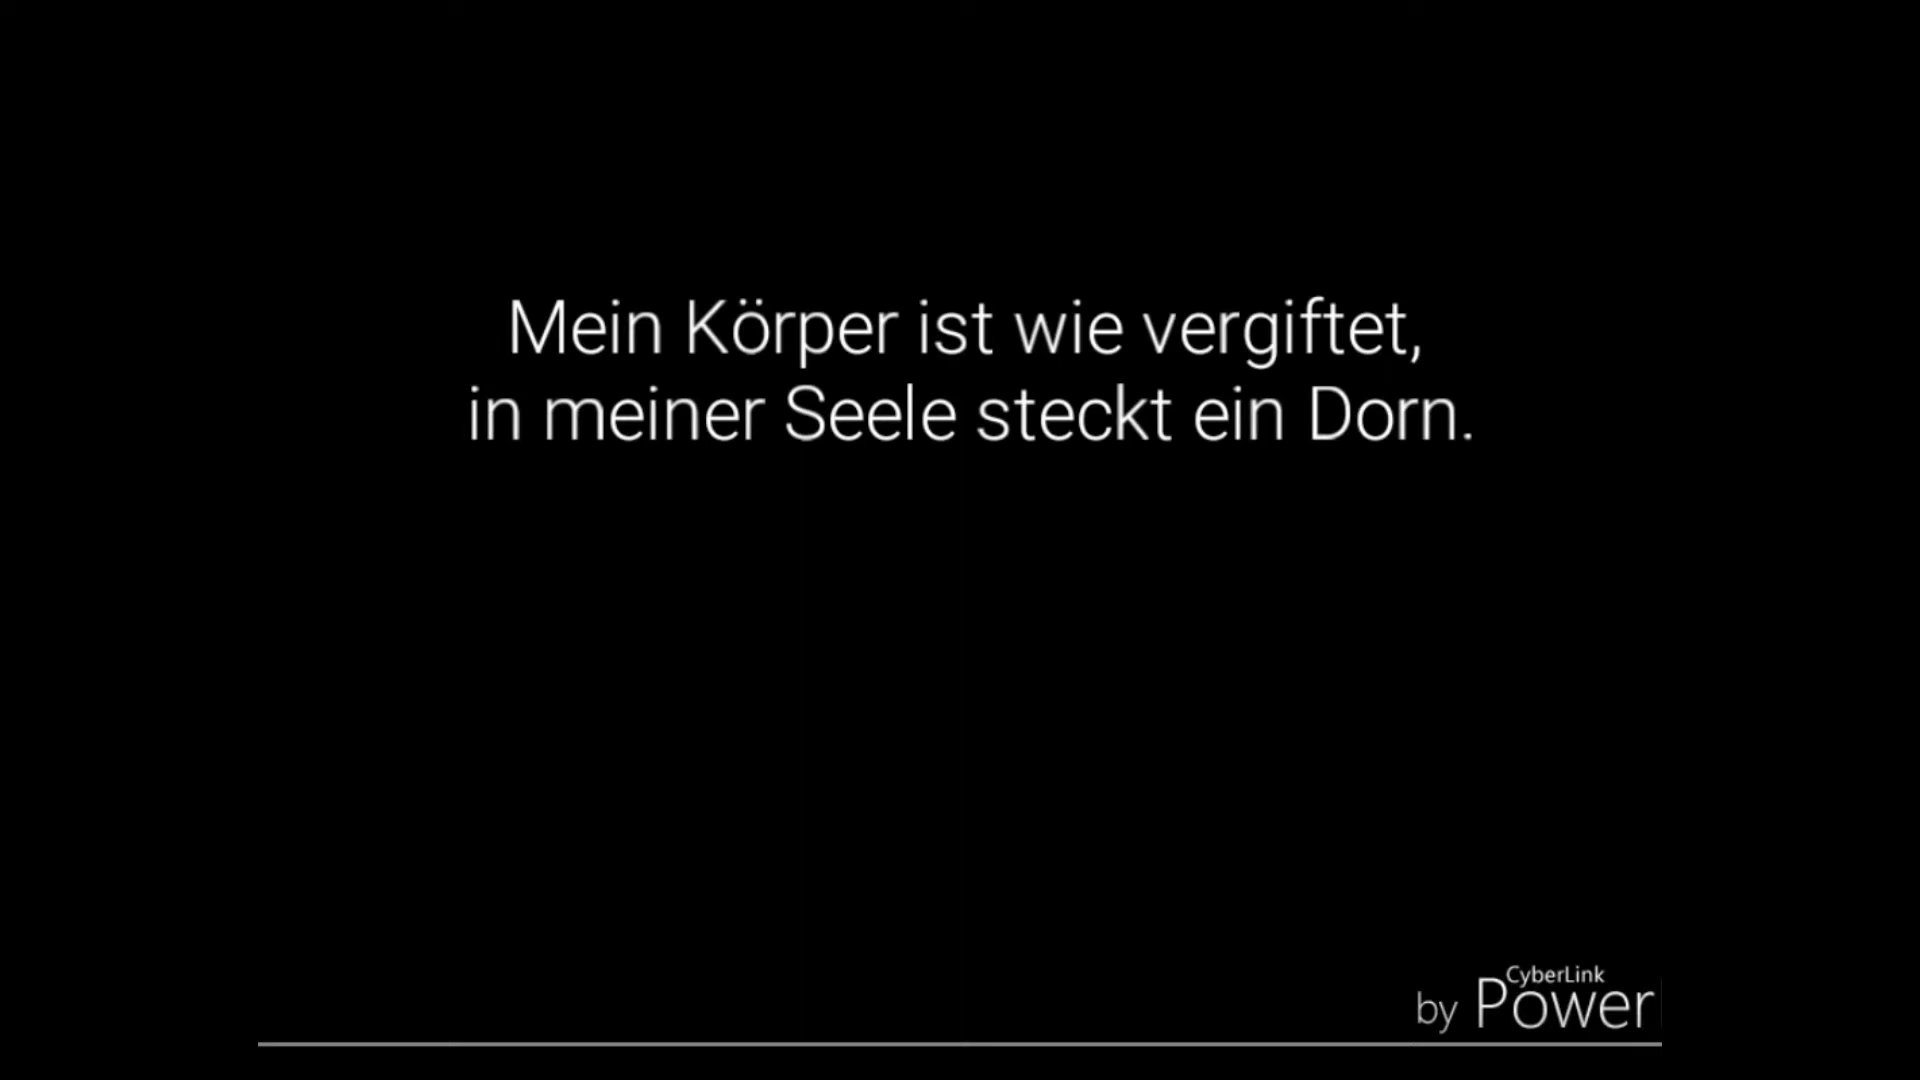 Mein Körper ist wie vergiftet,
in meiner Seele steckt ein Dorn.
CyberLink
by Power